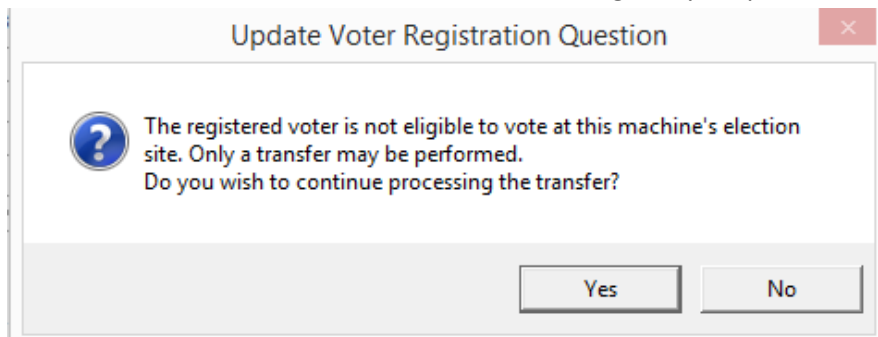 Update Voter Registration Question
The registered voter is not eligible to vote at this machine's election
site. Only a transfer may be performed.
Do you wish to continue processing the transfer?
Yes
No